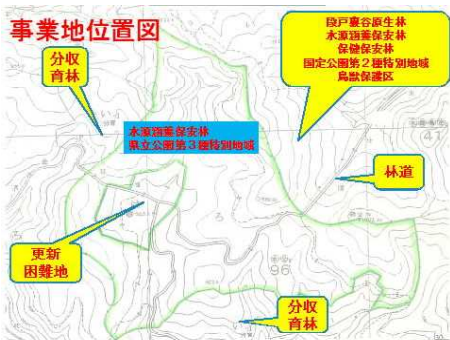 事業地位置図
分収
育林
段戸裏谷原生林
水源涵養保安林
保健保安林
国定公園第2種特別地域
鳥獣保護区
水源涵養保安林
県立公園第3種特別地域
林道
更新
困難地
分収
育林
96
41
い
ろ